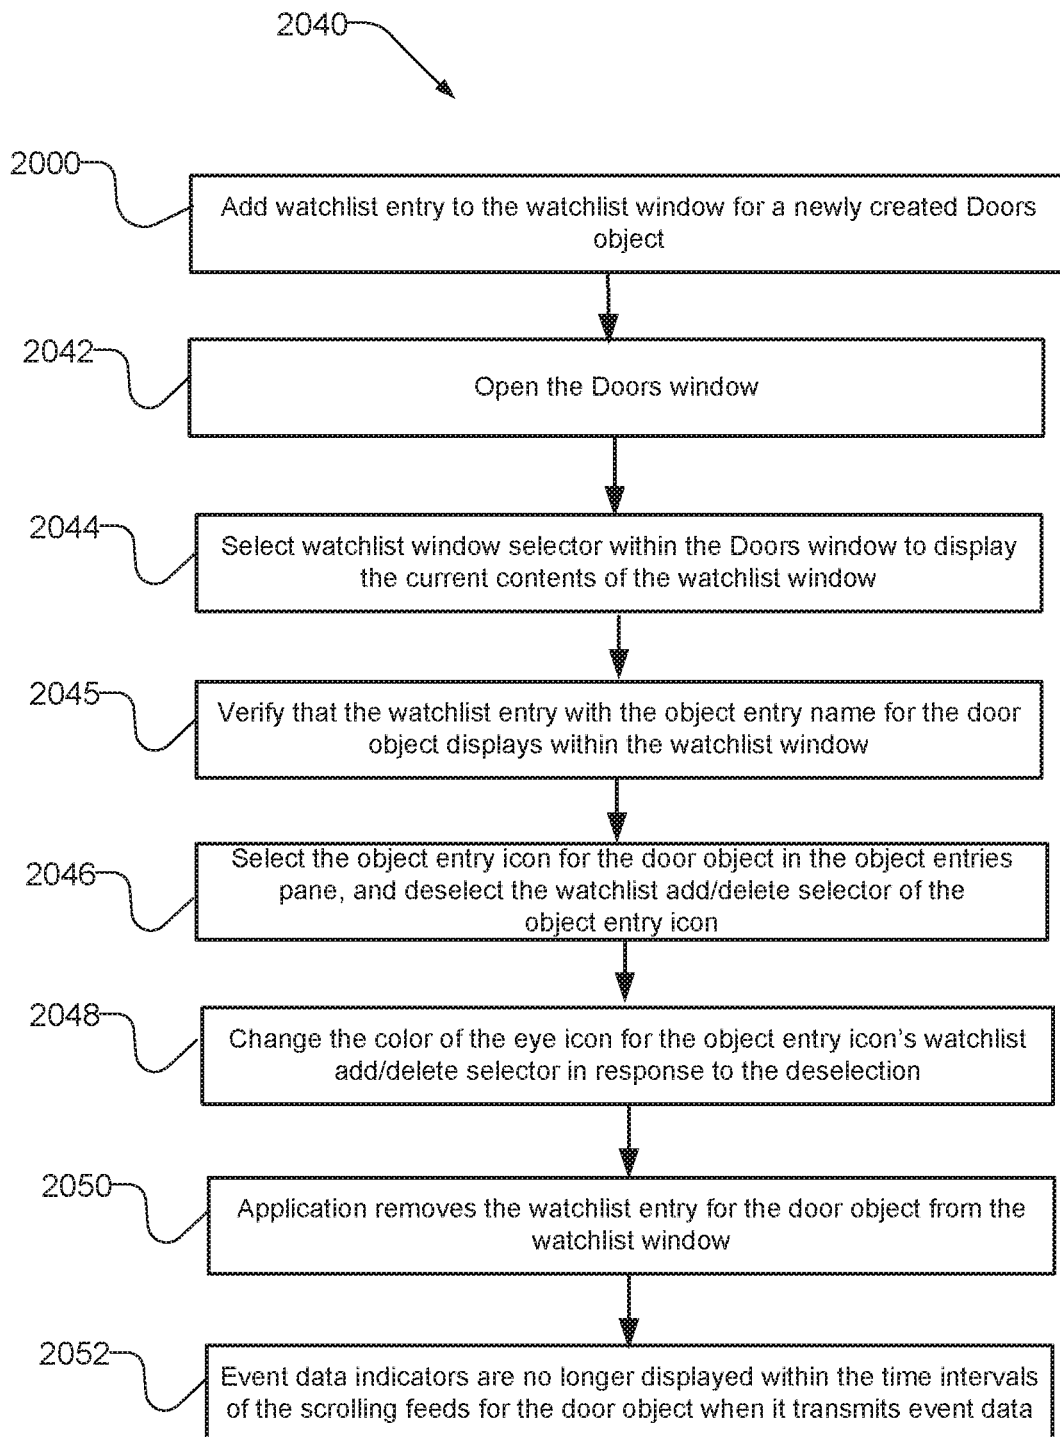 2040
2000
Add watchlist entry to the watchlist window for a newly created Doors
object
2042
Open the Doors window
2044
Select watchlist window selector within the Doors window to display
the current contents of the watchlist window
2045
Verify that the watchlist entry with the object entry name for the door
object displays within the watchlist window
2046
Select the object entry icon for the door object in the object entries
pane, and deselect the watchlist add/delete selector of the
object entry icon
2048
Change the color of the eye icon for the object entry icon's watchlist
add/delete selector in response to the deselection
2050
Application removes the watchlist entry for the door object from the
watchlist window
2052
Event data indicators are no longer displayed within the time intervals
of the scrolling feeds for the door object when it transmits event data